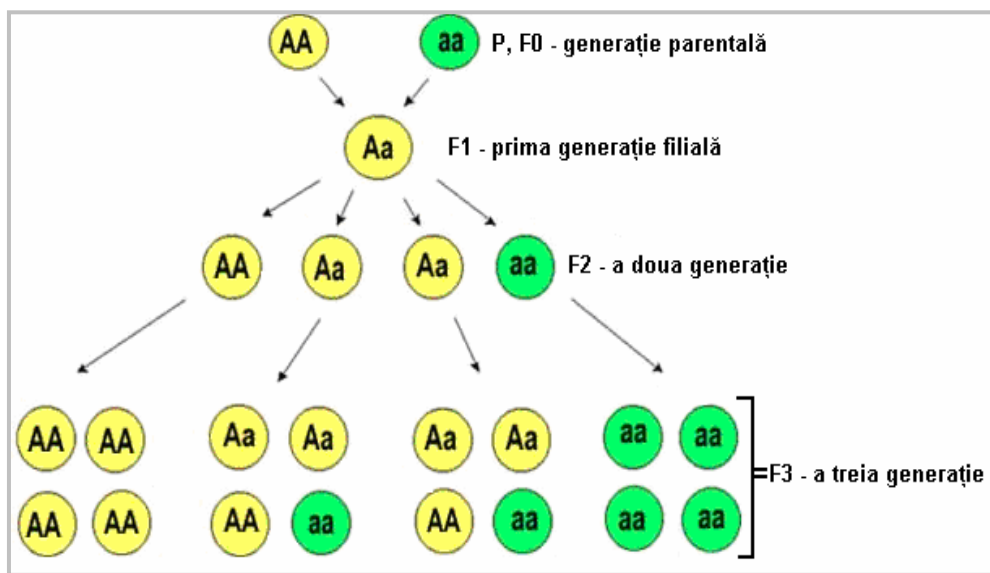 AA aa P, F0 - generație parentală
Aa F1 - prima generație filială
AA Aa Aa aa F2 - a doua generație
AA AA Aa Aa Aa Aa aa aa
=F3 - a treia generație
AA AA AA aa AA aa aa aa